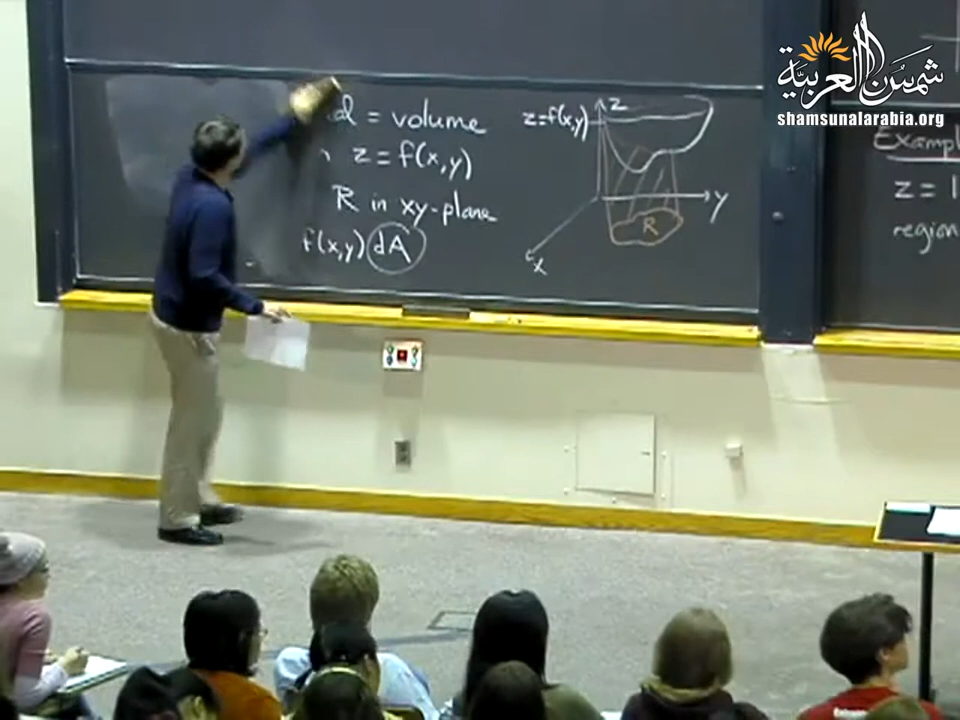 = volume
z = f(x,y)
R in xy-plane
f(x,y) dA
z=f(x,y)
z
y
R
x
Exampl
z = 1
region
شمس العربية
shamsunalarabia.org